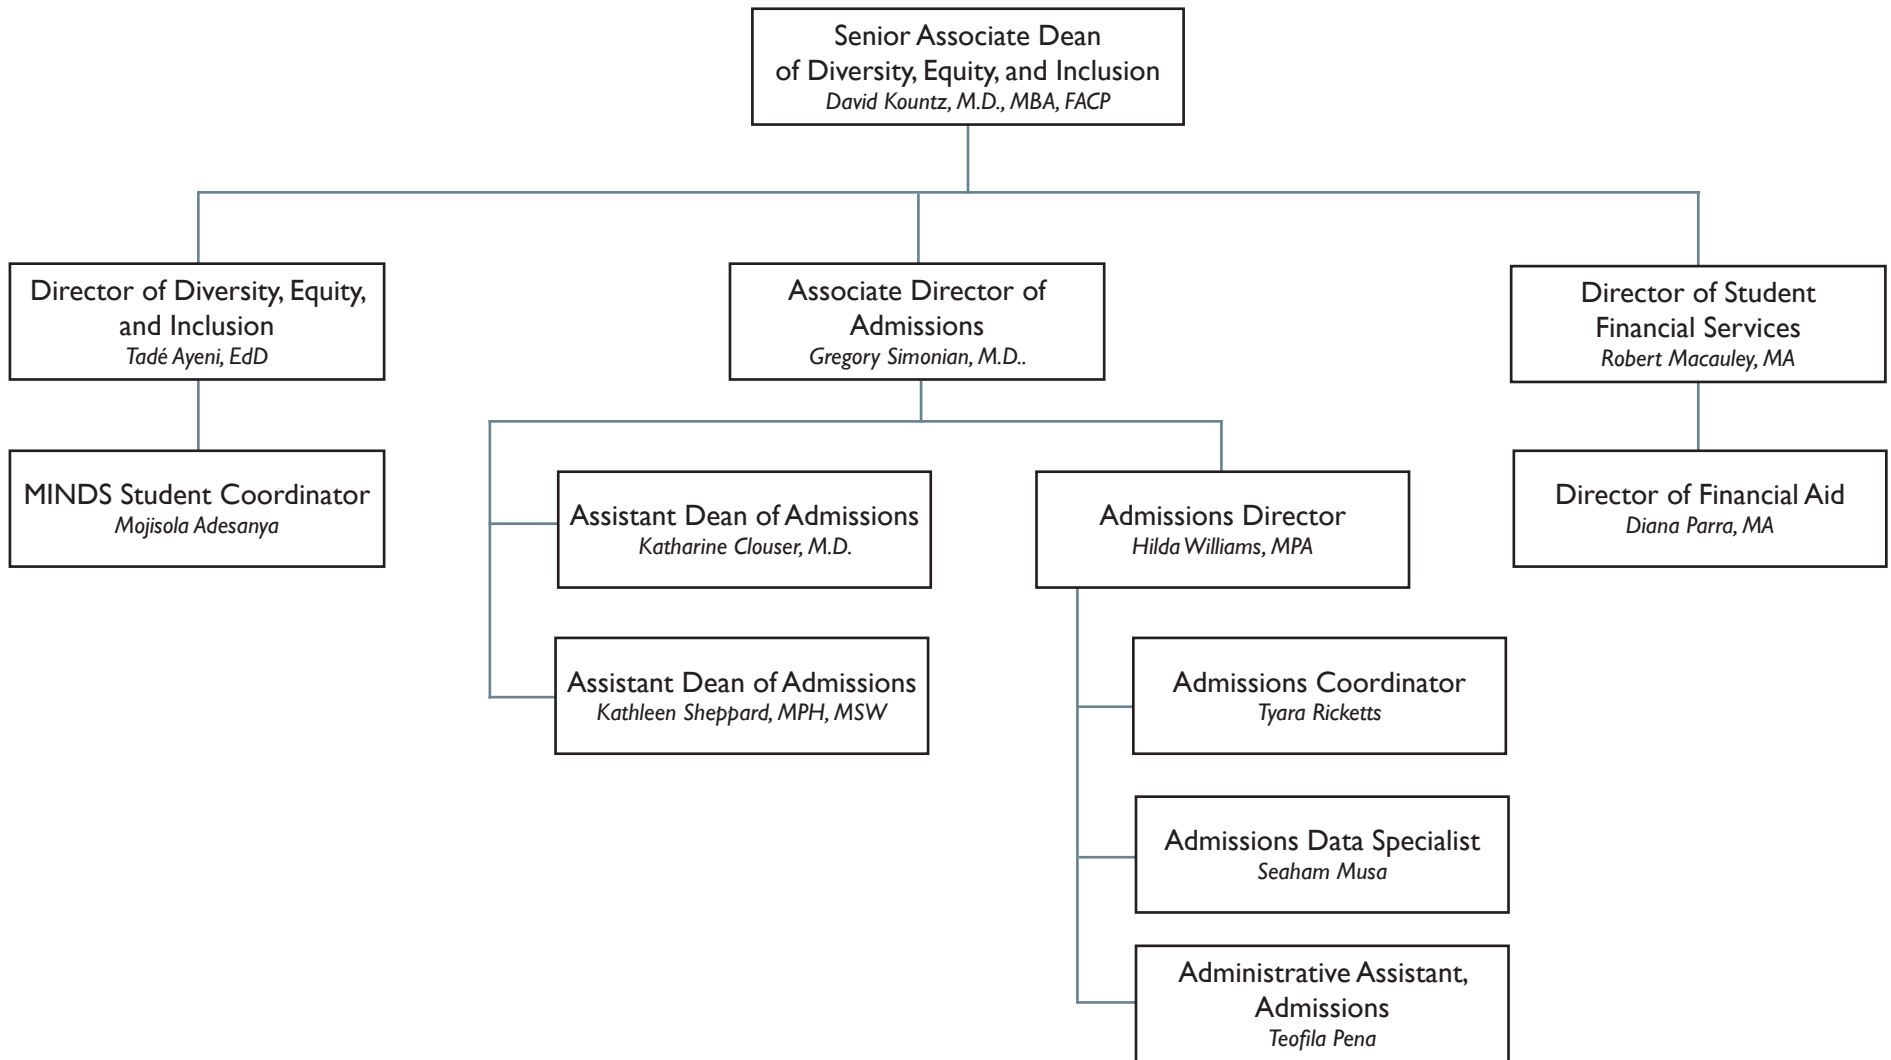 Senior Associate Dean
of Diversity, Equity, and Inclusion
David Kountz, M.D., MBA, FACP
Director of Diversity, Equity,
and Inclusion
Tadé Ayeni, EdD
Associate Director of
Admissions
Gregory Simonian, M.D..
Director of Student
Financial Services
Robert Macauley, MA
MINDS Student Coordinator
Mojisola Adesanya
Assistant Dean of Admissions
Katharine Clouser, M.D.
Admissions Director
Hilda Williams, MPA
Director of Financial Aid
Diana Parra, MA
Assistant Dean of Admissions
Kathleen Sheppard, MPH, MSW
Admissions Coordinator
Tyara Ricketts
Admissions Data Specialist
Seaham Musa
Administrative Assistant,
Admissions
Teofila Pena